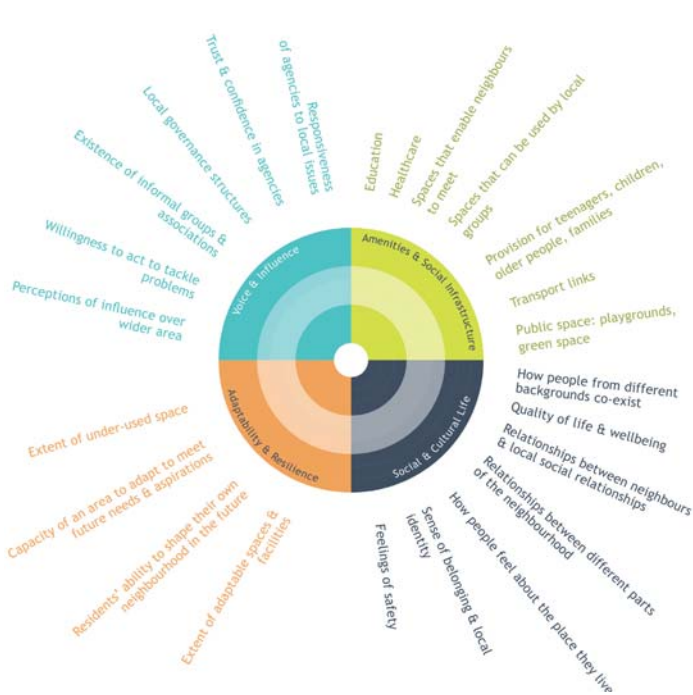 Voice & Influence
Perceptions of influence over
wider area
Willingness to act to tackle
problems
Existence of informal groups &
associations
Local governance structures
Trust & confidence in agencies
Responsiveness
of agencies to local issues
Amenities & Social Infrastructure
Education
Healthcare
Spaces that enable neighbours
to meet
Spaces that can be used by local
groups
Provision for teenagers, children,
older people, families
Transport links
Public space: playgrounds,
green space
Social & Cultural Life
How people from different
backgrounds co-exist
Quality of life & wellbeing
Relationships between neighbours
& local social relationships
Relationships between different parts
of the neighbourhood
How people feel about the place they live
Sense of belonging & local
identity
Feelings of safety
Adaptability & Resilience
Extent of adaptable spaces &
facilities
Residents' ability to shape their own
neighbourhood in the future
Capacity of an area to adapt to meet
future needs & aspirations
Extent of under-used space